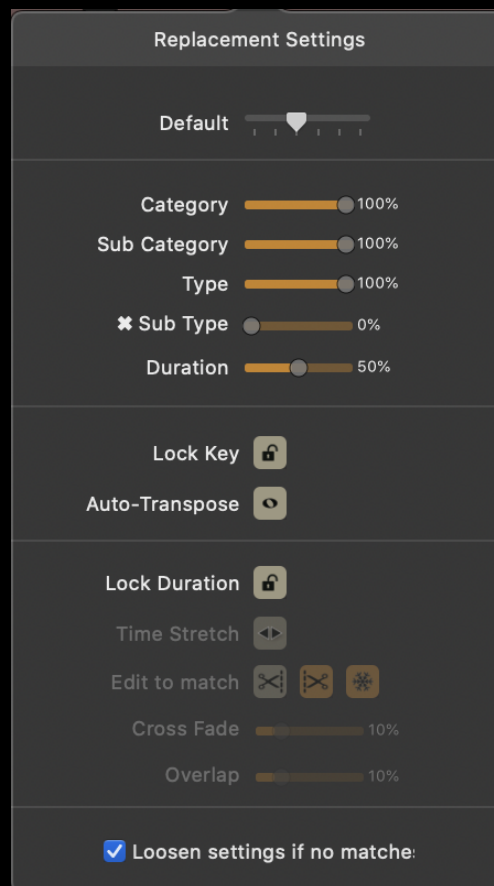 Replacement Settings
Default
Category 100%
Sub Category 100%
Type 100%
✖ Sub Type 0%
Duration 50%
Lock Key
Auto-Transpose
Lock Duration
Time Stretch
Edit to match
Cross Fade 10%
Overlap 10%
Loosen settings if no matche